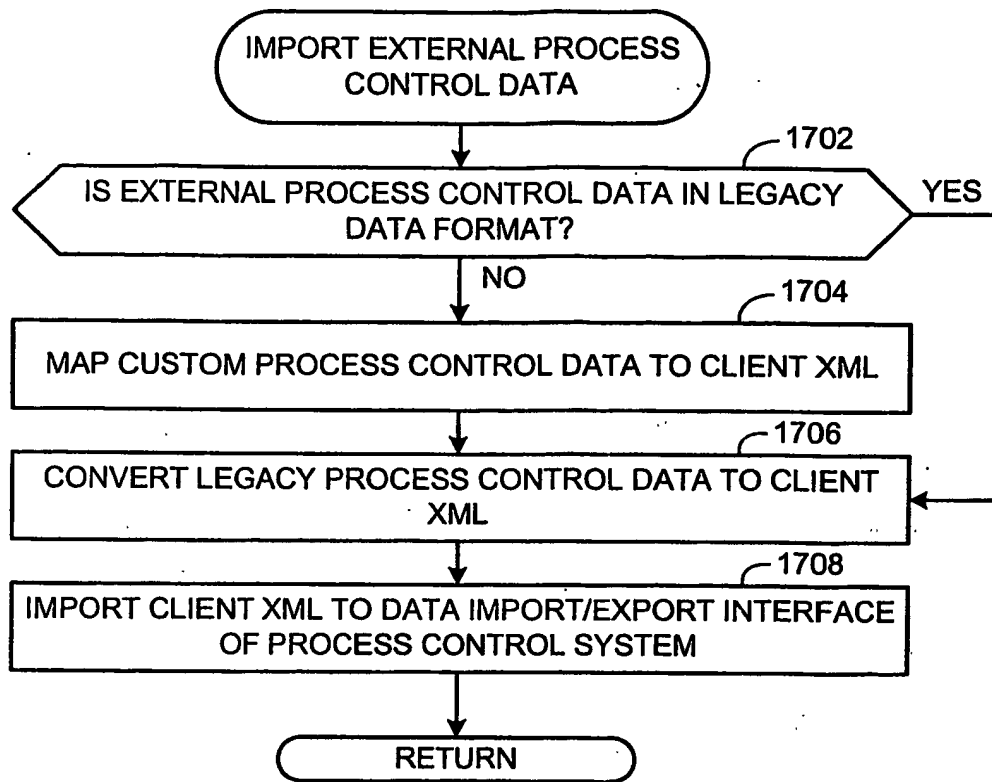 IMPORT EXTERNAL PROCESS
CONTROL DATA
1702
IS EXTERNAL PROCESS CONTROL DATA IN LEGACY
DATA FORMAT?
YES
NO
1704
MAP CUSTOM PROCESS CONTROL DATA TO CLIENT XML
1706
CONVERT LEGACY PROCESS CONTROL DATA TO CLIENT
XML
1708
IMPORT CLIENT XML TO DATA IMPORT/EXPORT INTERFACE
OF PROCESS CONTROL SYSTEM
RETURN